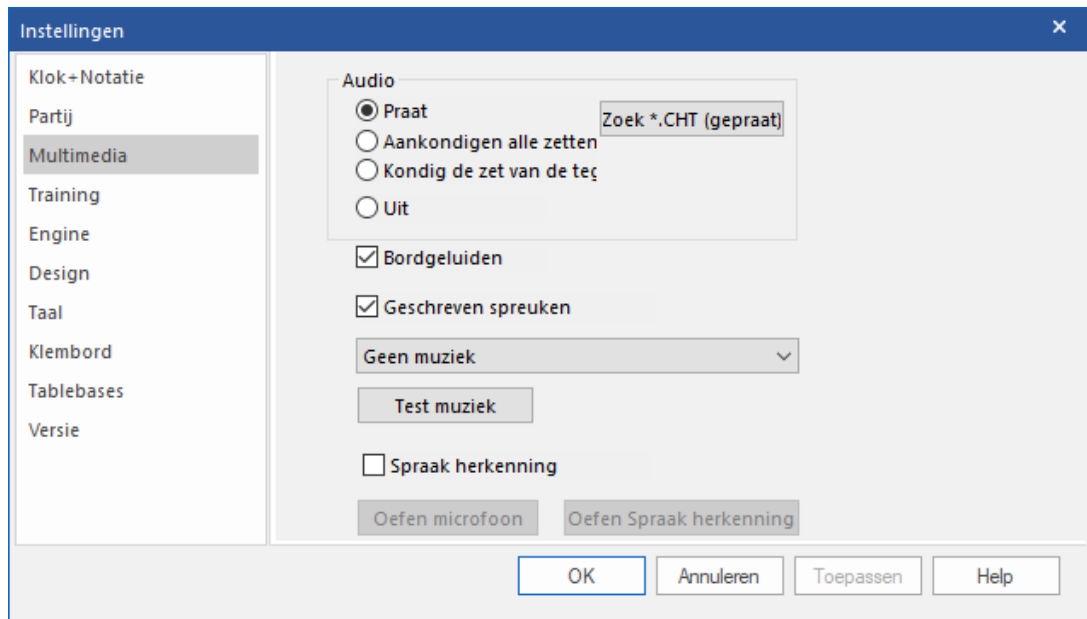 Instellingen
Klok+Notatie
Partij
Multimedia
Training
Engine
Design
Taal
Klembord
Tablebases
Versie
Audio
Praat
Zoek *.CHT (gepraat)
Aankondigen alle zetten
Kondig de zet van de teg
Uit
Bordgeluiden
Geschreven spreuken
Geen muziek
Test muziek
Spraak herkenning
Oefen microfoon
Oefen Spraak herkenning
OK
Annuleren
Toepassen
Help